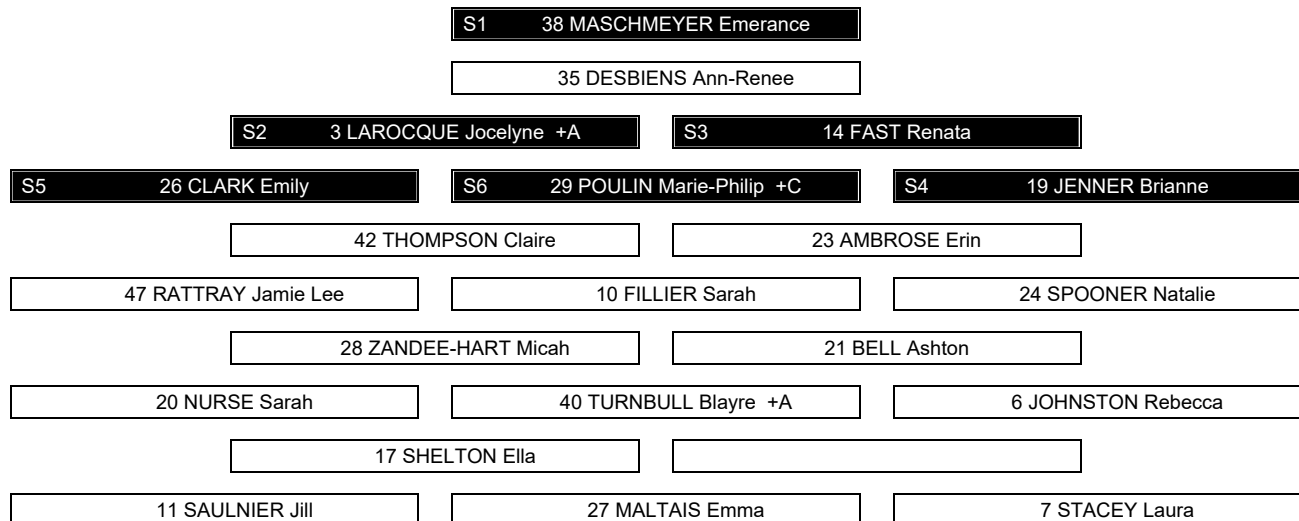 S1 38 MASCHMEYER Emerance
35 DESBIENS Ann-Renee
S2 3 LAROCQUE Jocelyne +A S3 14 FAST Renata
S5 26 CLARK Emily S6 29 POULIN Marie-Philip +C S4 19 JENNER Brianne
42 THOMPSON Claire 23 AMBROSE Erin
47 RATTRAY Jamie Lee 10 FILLIER Sarah 24 SPOONER Natalie
28 ZANDEE-HART Micah 21 BELL Ashton
20 NURSE Sarah 40 TURNBULL Blayre +A 6 JOHNSTON Rebecca
17 SHELTON Ella
11 SAULNIER Jill 27 MALTAIS Emma 7 STACEY Laura